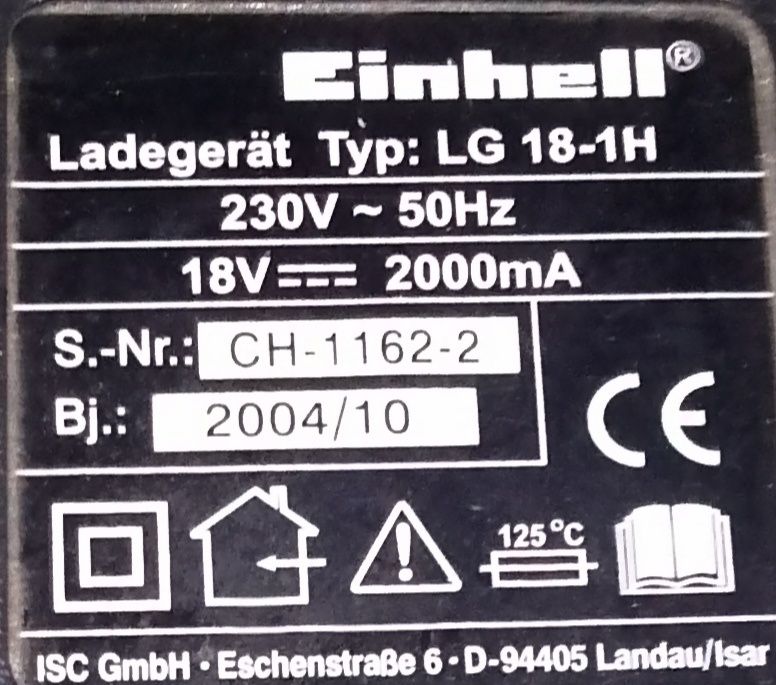 Einhell®
Ladegerät Typ: LG 18-1H
230V ~ 50Hz
18V⎓ 2000mA
S.-Nr.: CH-1162-2
Bj.: 2004/10
CE
125°C
ISC GmbH · Eschenstraße 6 · D-94405 Landau/Isar